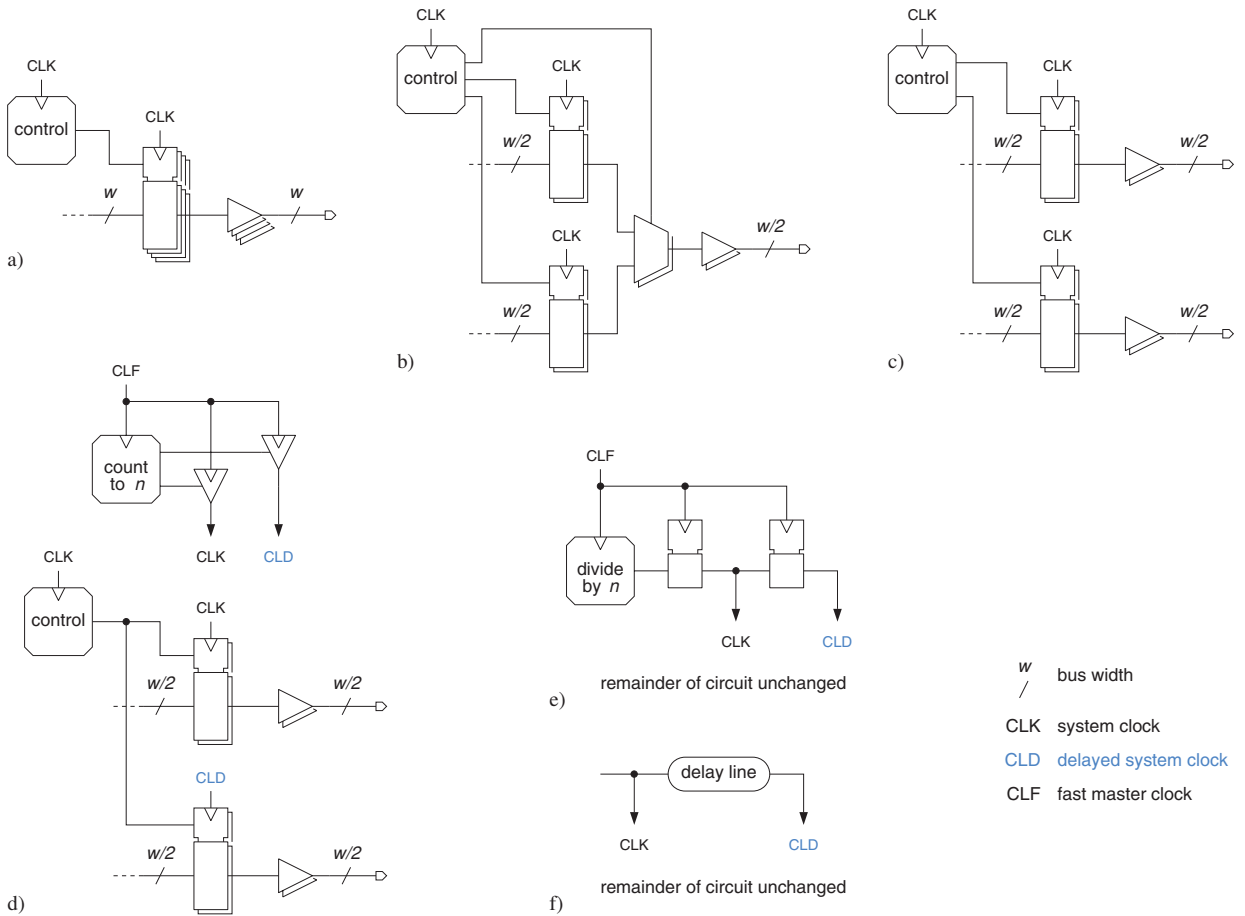 CLK
control
CLK
w
w
a)
CLK
control
CLK
w/2
CLK
w/2
w/2
b)
CLK
control
CLK
w/2
w/2
CLK
w/2
w/2
c)
CLF
count
to n
CLK
CLD
CLK
control
CLK
w/2
w/2
CLD
w/2
w/2
d)
CLF
divide
by n
CLK
CLD
remainder of circuit unchanged
e)
delay line
CLK
CLD
remainder of circuit unchanged
f)
w bus width
CLK system clock
CLD delayed system clock
CLF fast master clock